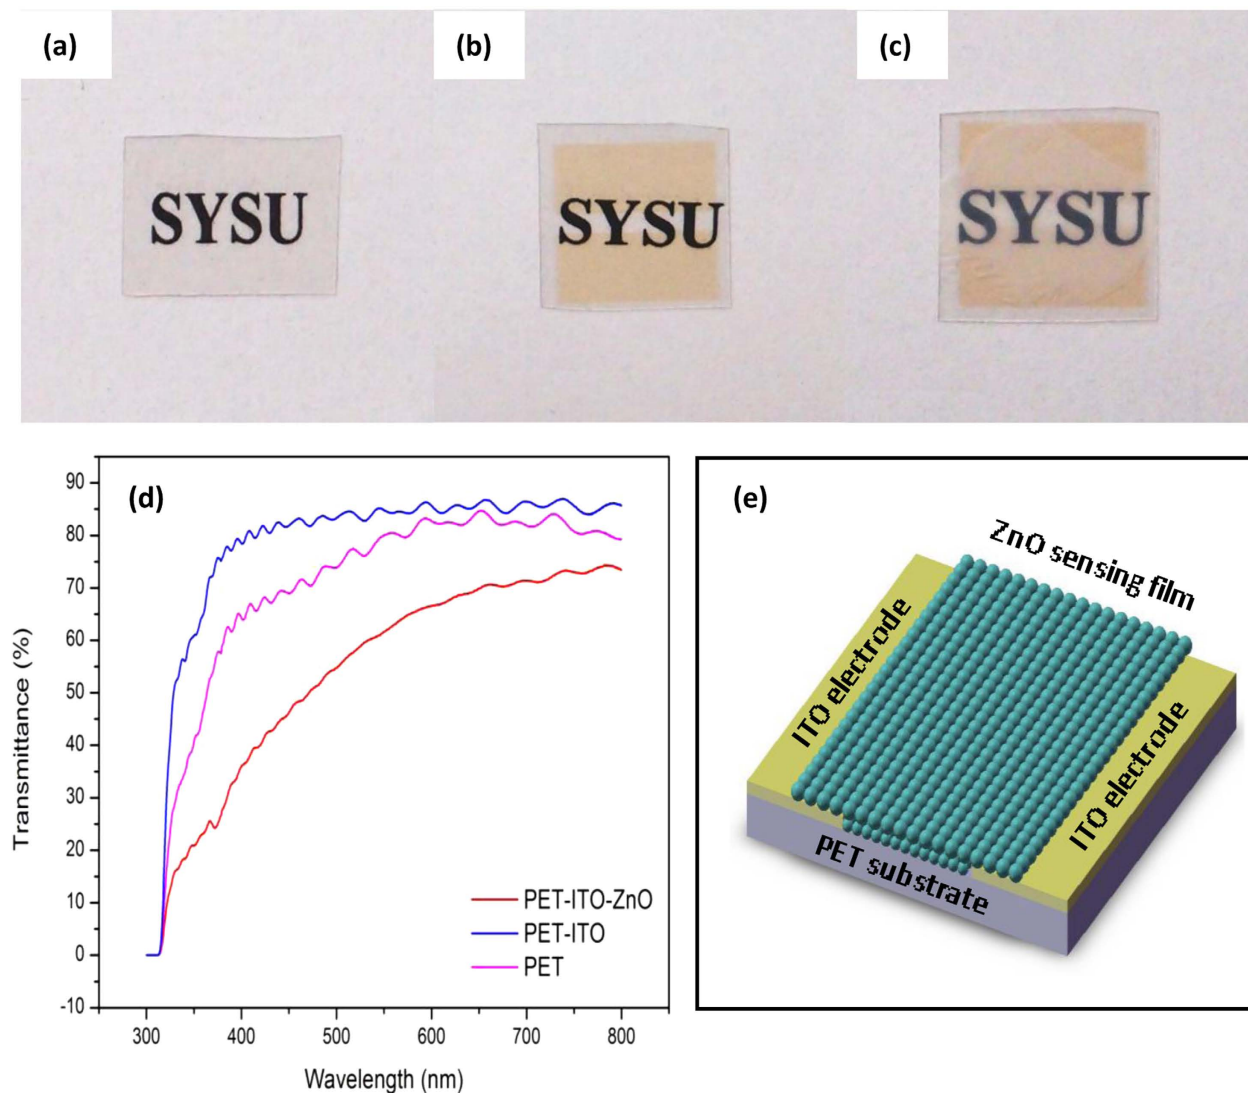 (a)
(b)
(c)
SYSU
SYSU
SYSU
(d)
90
80
70
60
50
40
30
20
10
0
-10
Transmittance (%)
PET-ITO-ZnO
PET-ITO
PET
300
400
500
600
700
800
Wavelength (nm)
(e)
ZnO sensing film
ITO electrode
ITO electrode
PET substrate